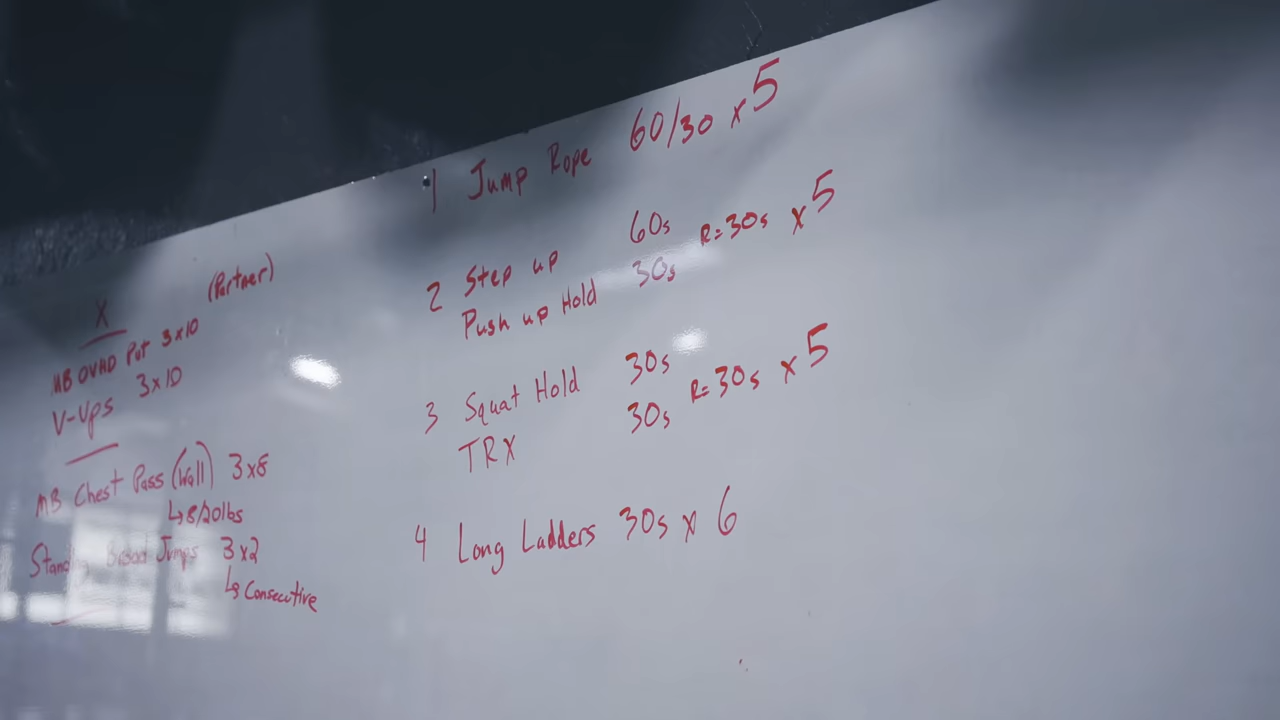 X (Partner)
MB OVHD Put 3x10
V-Ups 3x10
MB Chest Pass (Wall) 3x8
↳ 8/20lbs
Standing Broad Jumps 3x2
↳ Consecutive
1 Jump Rope 60/30 x5
2 Step up 60s
Push up Hold 30s
R=30s x5
3 Squat Hold 30s
TRX 30s
R=30s x5
4 Long Ladders 30s x 6